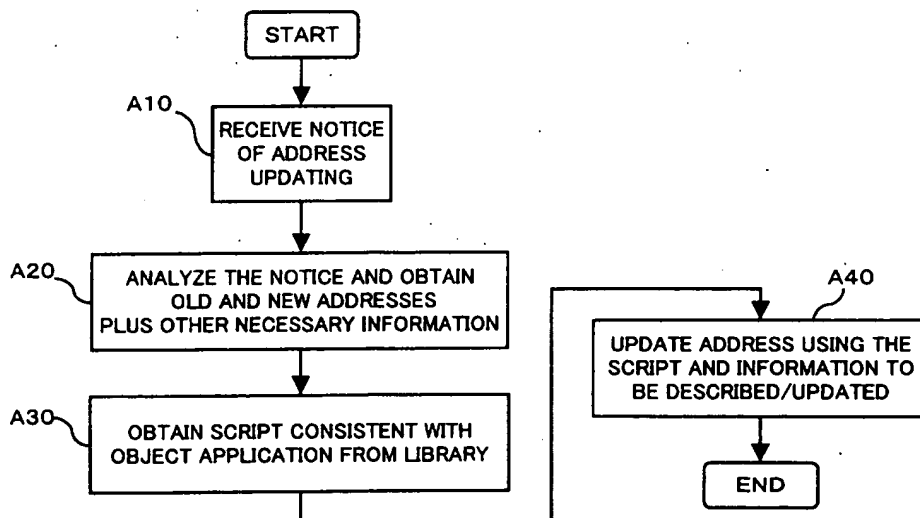 START
A10
RECEIVE NOTICE
OF ADDRESS
UPDATING
A20
ANALYZE THE NOTICE AND OBTAIN
OLD AND NEW ADDRESSES
PLUS OTHER NECESSARY INFORMATION
A30
OBTAIN SCRIPT CONSISTENT WITH
OBJECT APPLICATION FROM LIBRARY
A40
UPDATE ADDRESS USING THE
SCRIPT AND INFORMATION TO
BE DESCRIBED/UPDATED
END